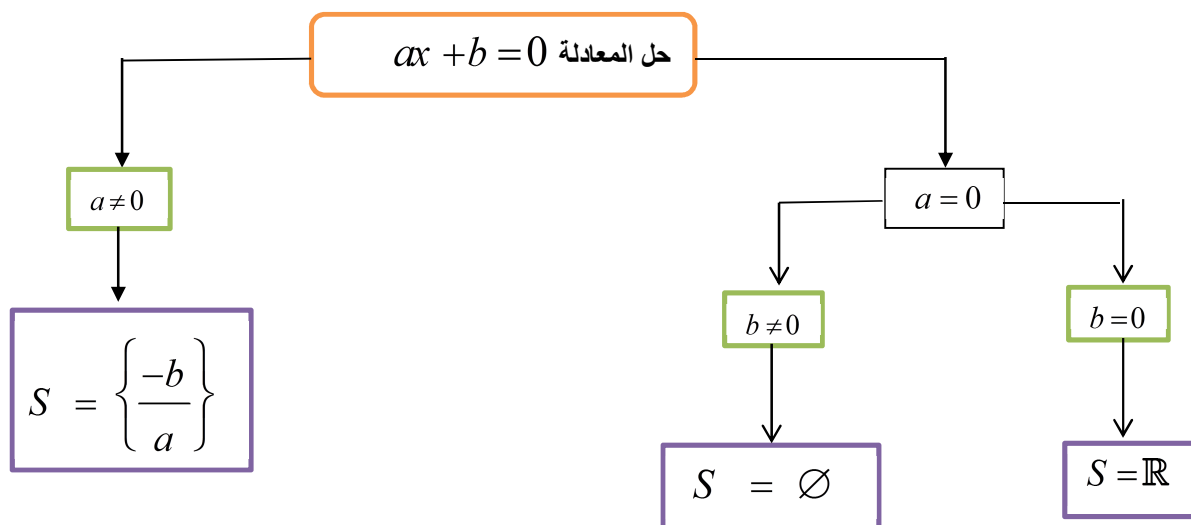 حل المعادلة ax + b = 0
a ≠ 0
a = 0
b ≠ 0
b = 0
S = {-b/a}
S = ∅
S = ℝ